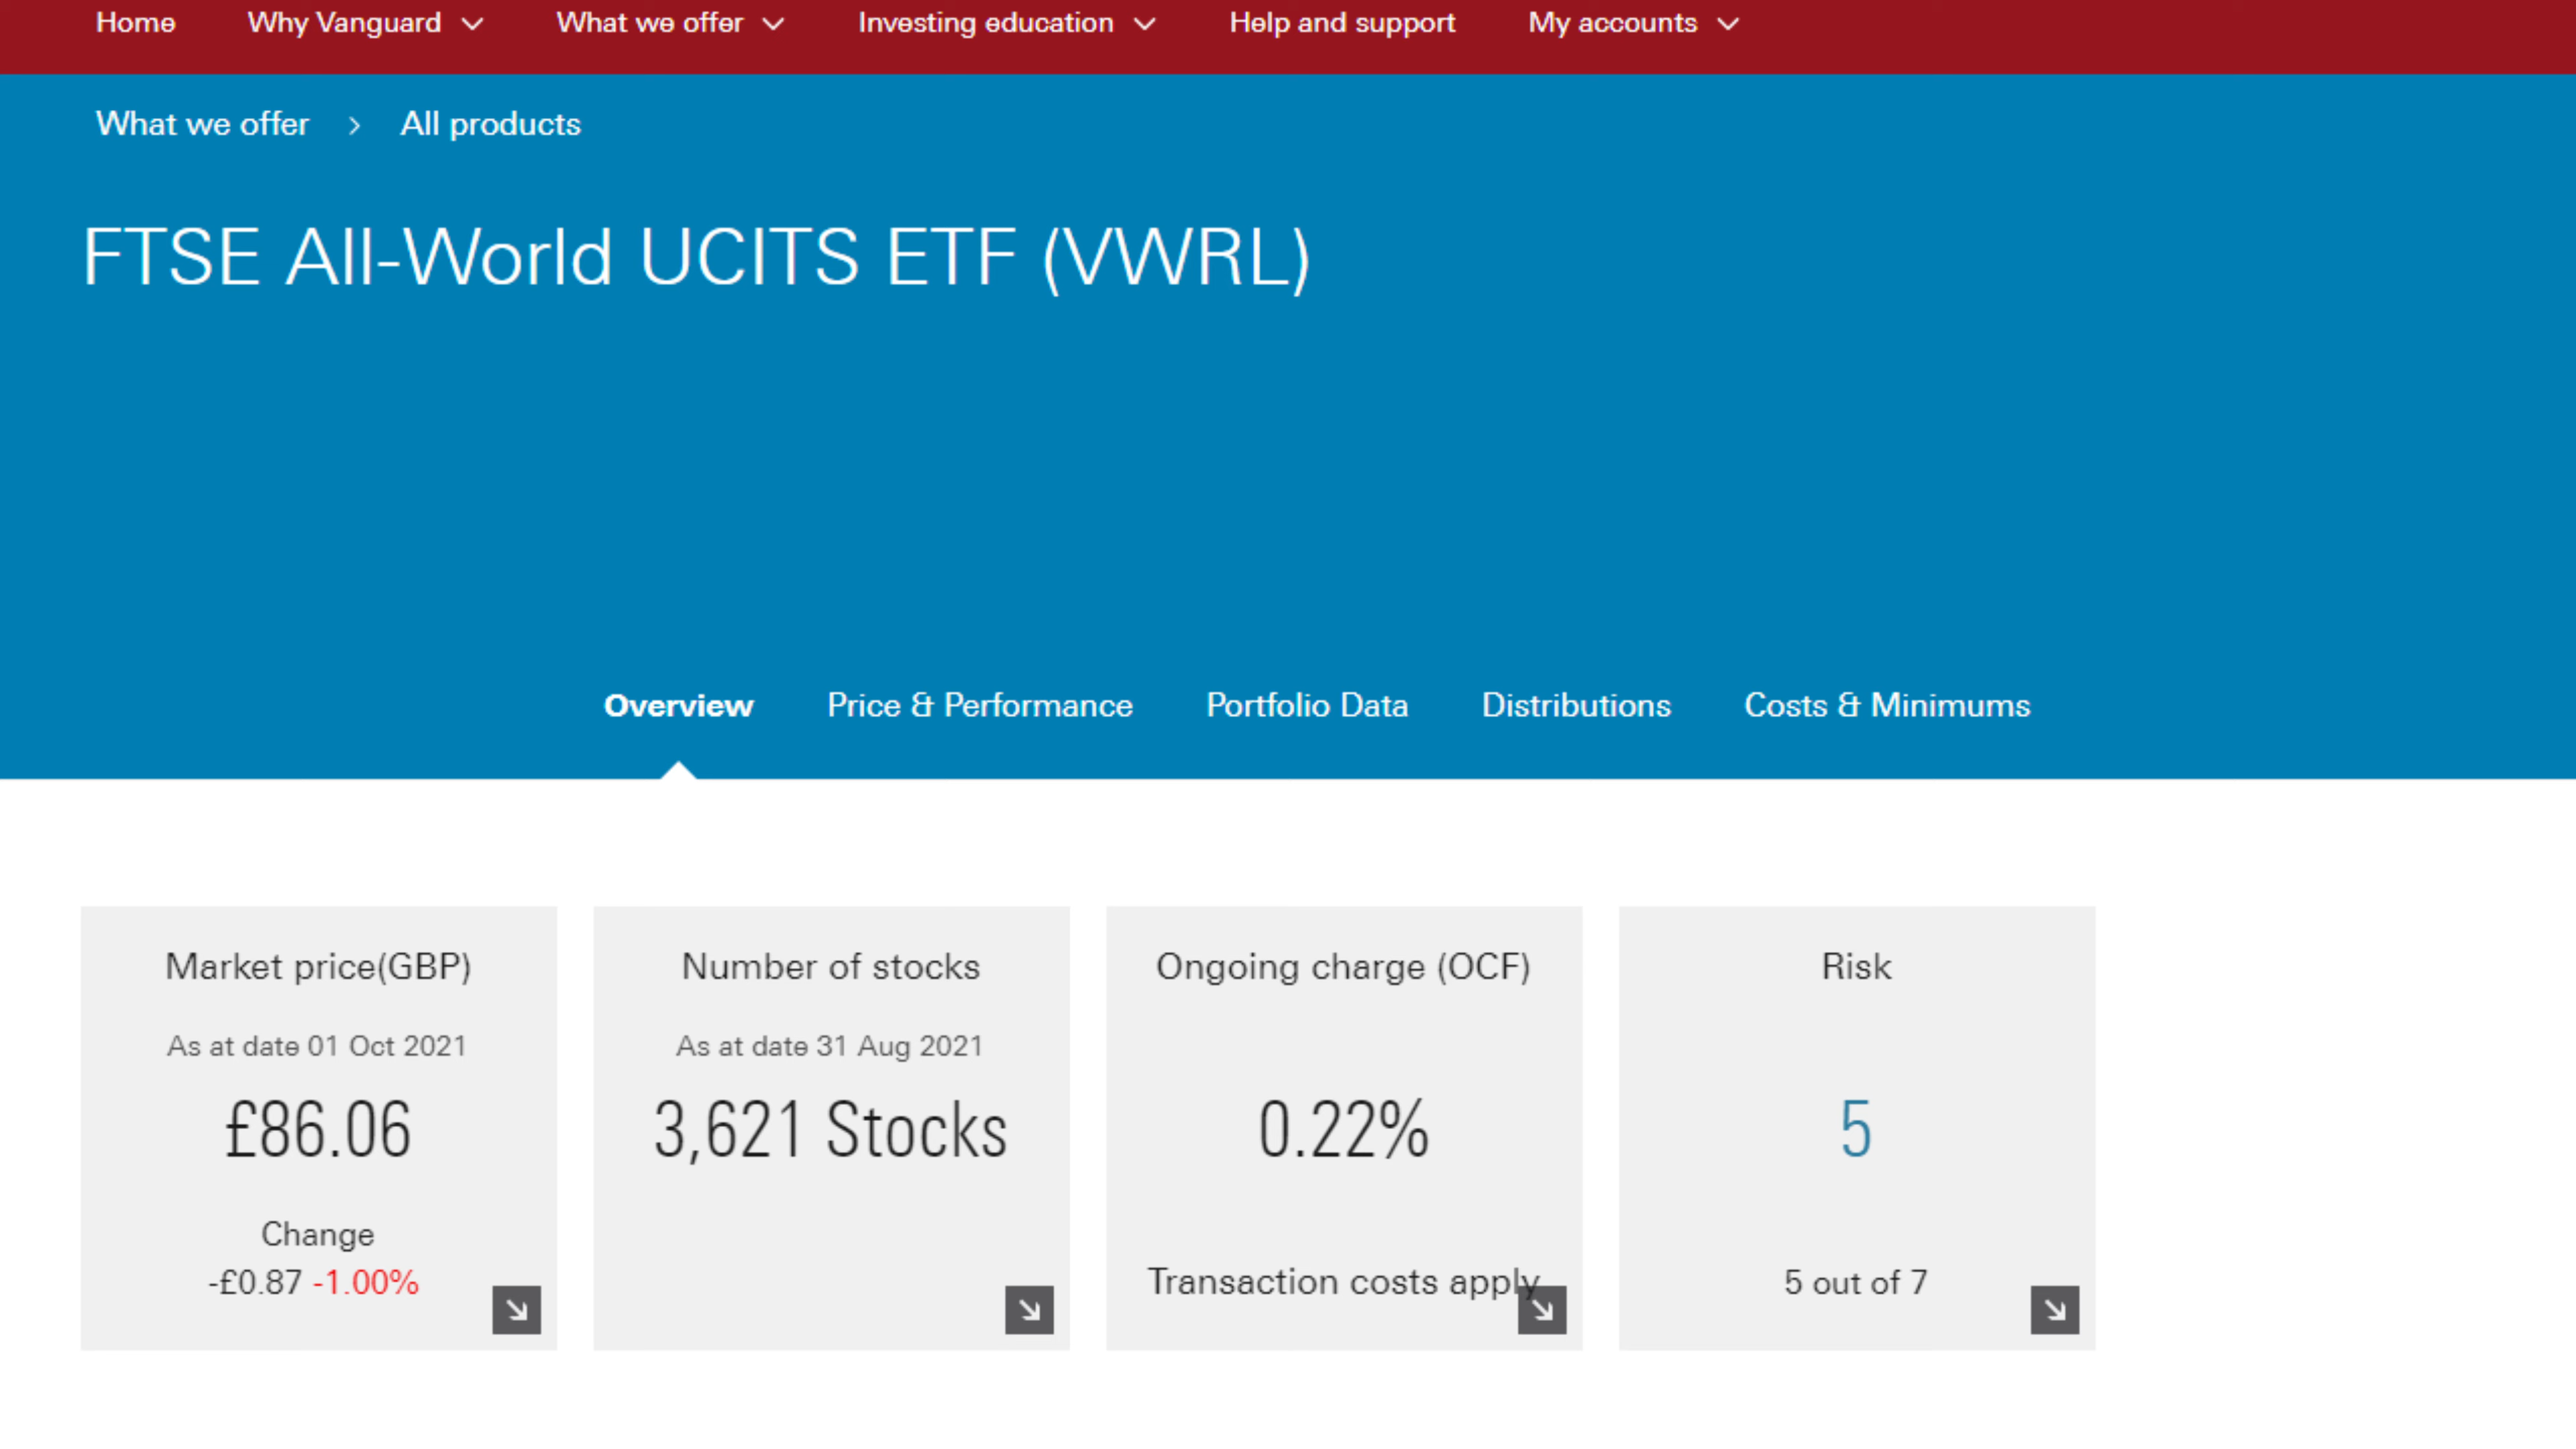 Home Why Vanguard What we offer Investing education Help and support My accounts
What we offer > All products
FTSE All-World UCITS ETF (VWRL)
Overview Price & Performance Portfolio Data Distributions Costs & Minimums
Market price(GBP)
As at date 01 Oct 2021
£86.06
Change
-£0.87 -1.00%
Number of stocks
As at date 31 Aug 2021
3,621 Stocks
Ongoing charge (OCF)
0.22%
Transaction costs apply
Risk
5
5 out of 7